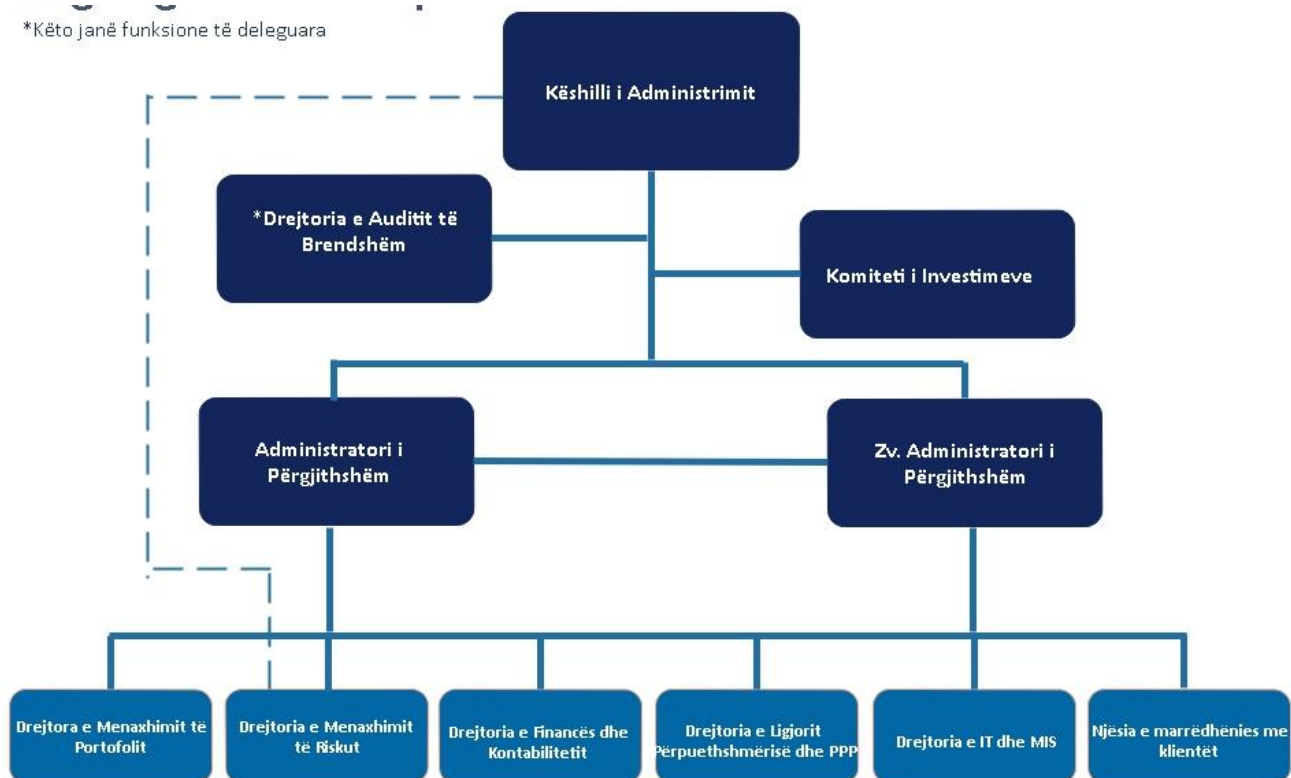 *Këto janë funksione të deleguara
Këshilli i Administrimit
*Drejtoria e Auditit të
Brendshëm
Komiteti i Investimeve
Administratori i
Përgjithshëm
Zv. Administratori i
Përgjithshëm
Drejtora e Menaxhimit të
Portofolit
Drejtoria e Menaxhimit
të Riskut
Drejtoria e Financës dhe
Kontabilitetit
Drejtoria e Ligjorit
Përpuethshmërisë dhe PPP
Drejtoria e IT dhe MIS
Njësia e marrëdhënies me
klientët